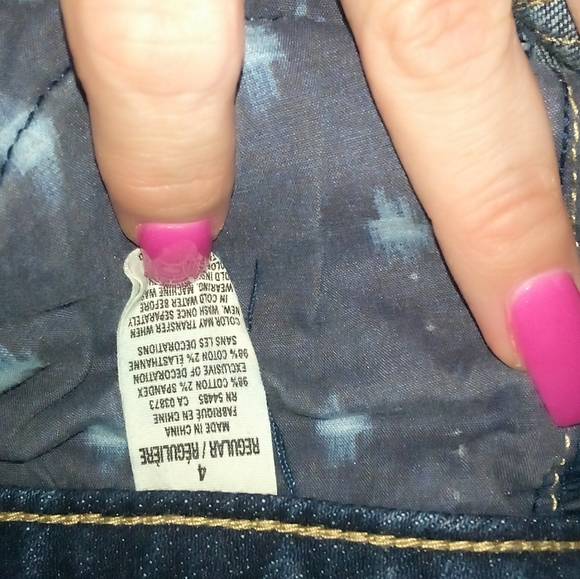 4
REGULAR / RÉGULIÈRE
MADE IN CHINA
FABRIQUÉ EN CHINE
RN 54485 CA 03873
98% COTTON 2% SPANDEX
EXCLUSIVE OF DECORATION
98% COTON 2% ELASTHANNE
SANS LES DECORATIONS
COLOR MAY TRANSFER WHEN
NEW. WASH ONCE SEPARATELY
IN COLD WATER BEFORE
WEARING. MACHINE
COLD